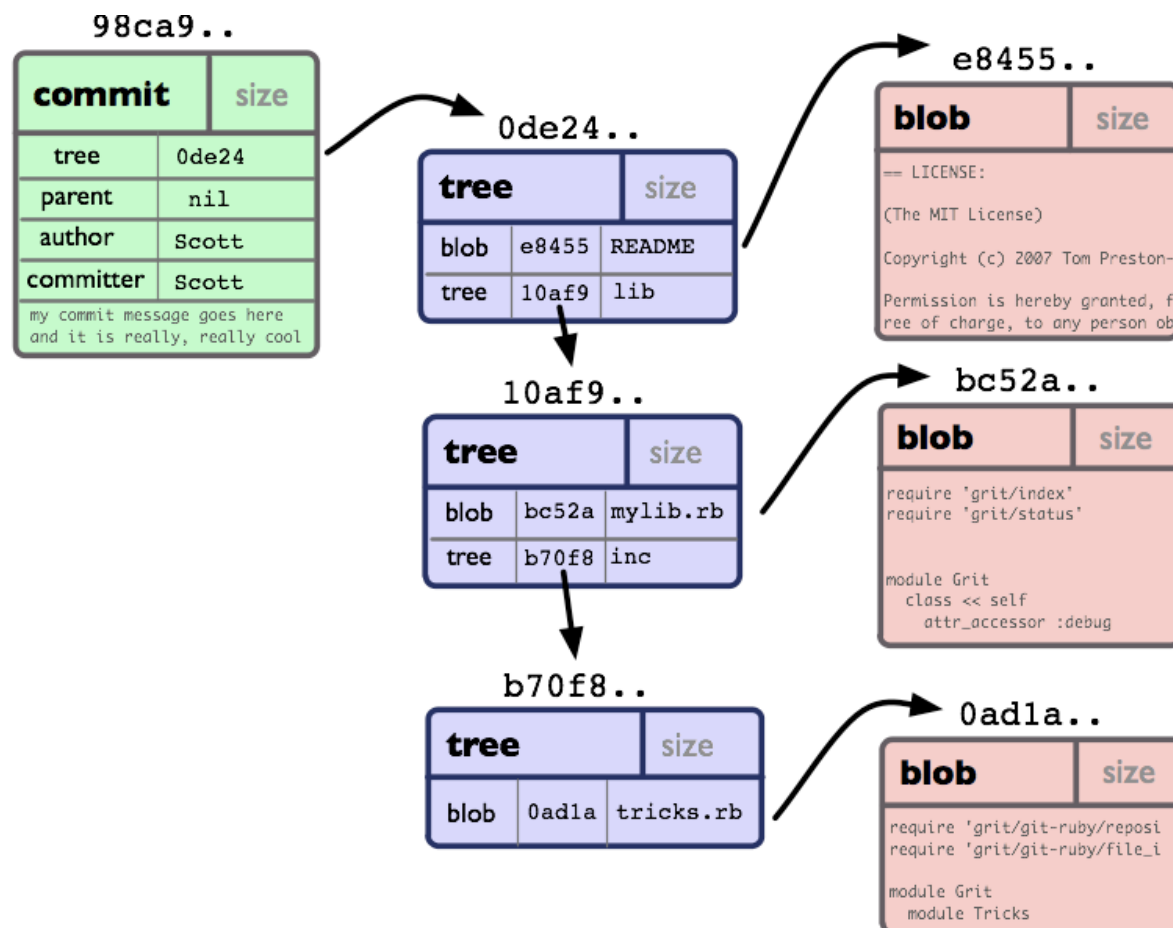 98ca9..
commit size
tree 0de24
parent nil
author Scott
committer Scott
my commit message goes here
and it is really, really cool
0de24..
tree size
blob e8455 README
tree 10af9 lib
10af9..
tree size
blob bc52a mylib.rb
tree b70f8 inc
b70f8..
tree size
blob 0ad1a tricks.rb
e8455..
blob size
== LICENSE:
(The MIT License)
Copyright (c) 2007 Tom Preston-
Permission is hereby granted, f
ree of charge, to any person ob
bc52a..
blob size
require 'grit/index'
require 'grit/status'
module Grit
class << self
attr_accessor :debug
0ad1a..
blob size
require 'grit/git-ruby/reposi
require 'grit/git-ruby/file_i
module Grit
module Tricks